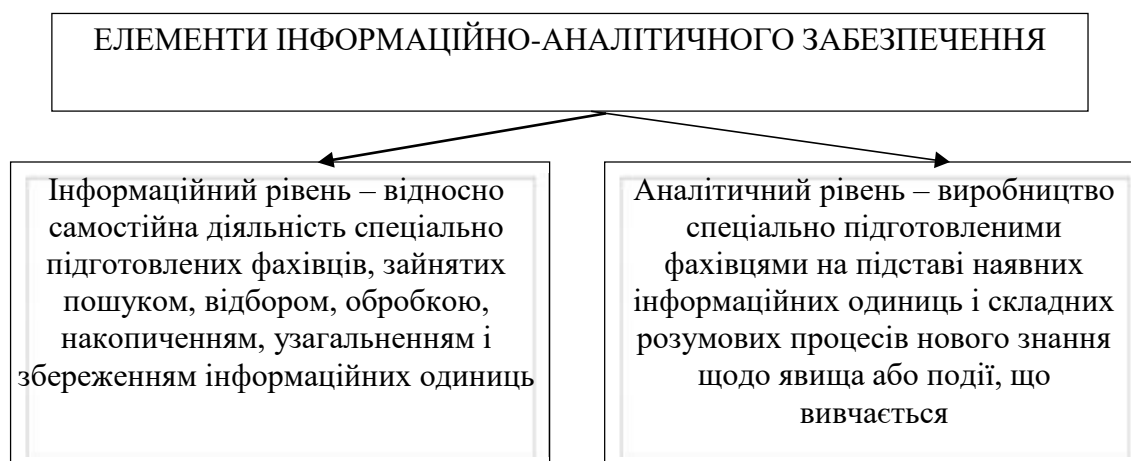 ЕЛЕМЕНТИ ІНФОРМАЦІЙНО-АНАЛІТИЧНОГО ЗАБЕЗПЕЧЕННЯ
Інформаційний рівень – відносно
самостійна діяльність спеціально
підготовлених фахівців, зайнятих
пошуком, відбором, обробкою,
накопиченням, узагальненням і
збереженням інформаційних одиниць
Аналітичний рівень – виробництво
спеціально підготовленими
фахівцями на підставі наявних
інформаційних одиниць і складних
розумових процесів нового знання
щодо явища або події, що
вивчається